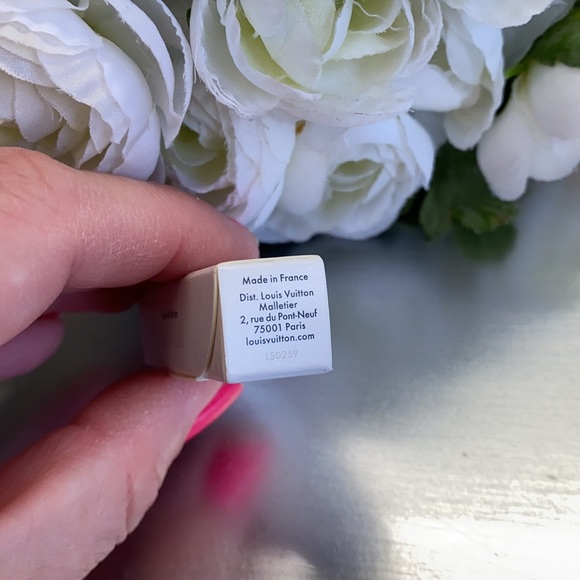 Made in France
Dist. Louis Vuitton
Malletier
2, rue du Pont-Neuf
75001 Paris
louisvuitton.com
LS0259